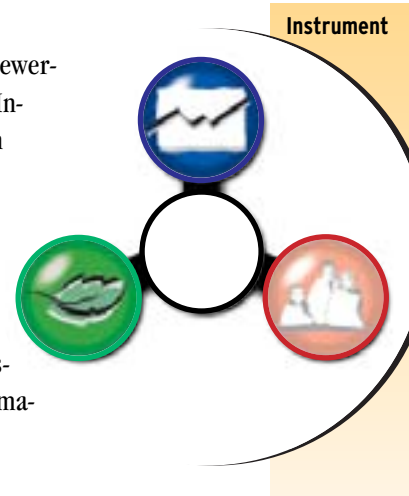 Instrument
ewer-
In-
n
s-
ma-